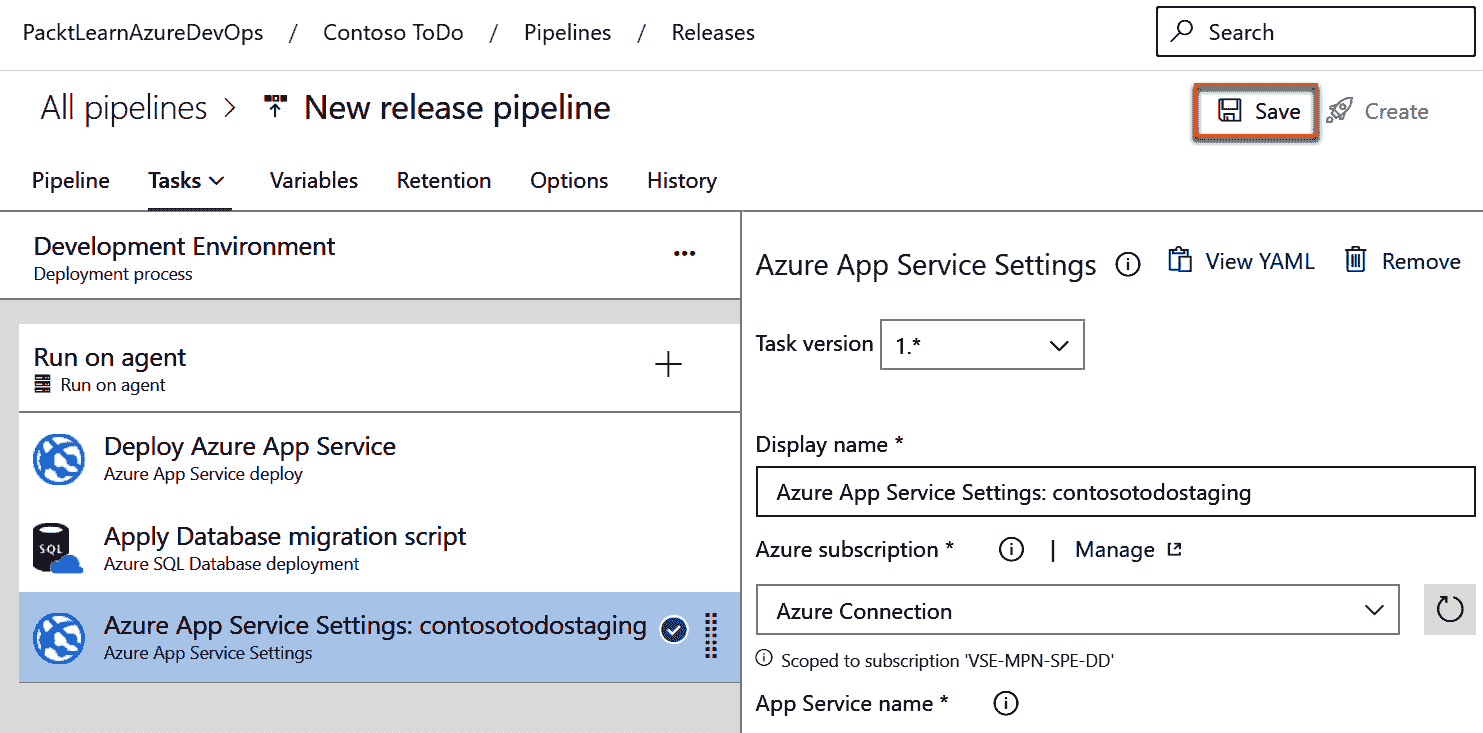 PacktLearnAzureDevOps / Contoso ToDo / Pipelines / Releases
Search
All pipelines > New release pipeline
Save
Create
Pipeline Tasks Variables Retention Options History
Development Environment
Deployment process
Run on agent
Run on agent
Deploy Azure App Service
Azure App Service deploy
SQL
Apply Database migration script
Azure SQL Database deployment
Azure App Service Settings: contosotodostaging
Azure App Service Settings
Azure App Service Settings
View YAML
Remove
Task version 1.*
Display name *
Azure App Service Settings: contosotodostaging
Azure subscription * | Manage
Azure Connection
Scoped to subscription 'VSE-MPN-SPE-DD'
App Service name *